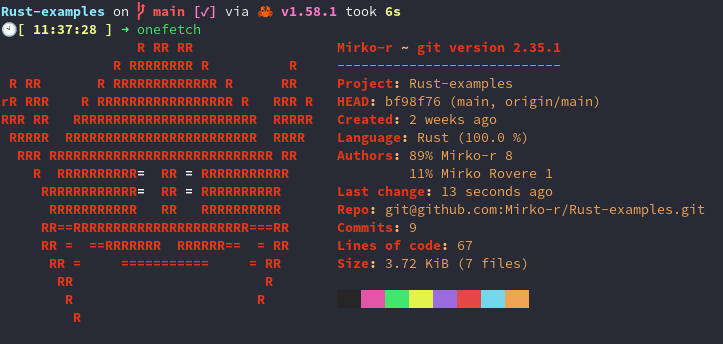 Rust-examples on main [✓] via 🦀 v1.58.1 took 6s
🕙[ 11:37:28 ] ➜ onefetch
                 R RR RR
              R RRRRRRRR R          R
 R RR       R RRRRRRRRRRRRR R      RR
rR RRR    R RRRRRRRRRRRRRRRRR R   RRR R
RRR RR   RRRRRRRRRRRRRRRRRRRRRRR  RRRRR
 RRRRR  RRRRRRRRRRRRRRRRRRRRRRRR  RRRR
  RRR RRRRRRRRRRRRRRRRRRRRRRRRRRRR RR
    R  RRRRRRRRRR=  RR = RRRRRRRRRRR
     RRRRRRRRRRRR=  RR = RRRRRRRRRR
      RRRRRRRRRRR   RR   RRRRRRRRRR
     RR==RRRRRRRRRRRRRRRRRRRRRR===RR
     RR =  ==RRRRRRR  RRRRRR==  = RR
      RR =     ===========     = RR
       RR                        R
        R                       R
         R
Mirko-r ~ git version 2.35.1
----------------------------
Project: Rust-examples
HEAD: bf98f76 (main, origin/main)
Created: 2 weeks ago
Language: Rust (100.0 %)
Authors: 89% Mirko-r 8
         11% Mirko Rovere 1
Last change: 13 seconds ago
Repo: git@github.com:Mirko-r/Rust-examples.git
Commits: 9
Lines of code: 67
Size: 3.72 KiB (7 files)